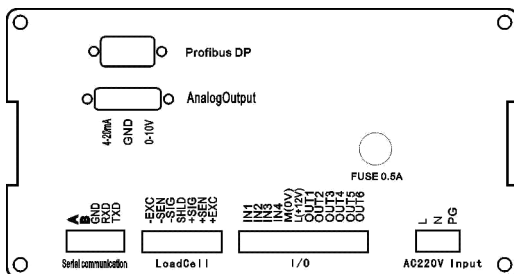 Profibus DP
AnalogOutput
4-20mA
GND
0-10V
FUSE 0.5A
A
B
GND
RXD
TXD
-EXC
-SEN
-SIG
SHLD
+SIG
+SEN
+EXC
IN1
IN2
IN3
IN4
M(0V)
L(+12V)
OUT1
OUT2
OUT3
OUT4
OUT5
OUT6
L
N
PG
Serial communication
LoadCell
I/O
AC220V Input